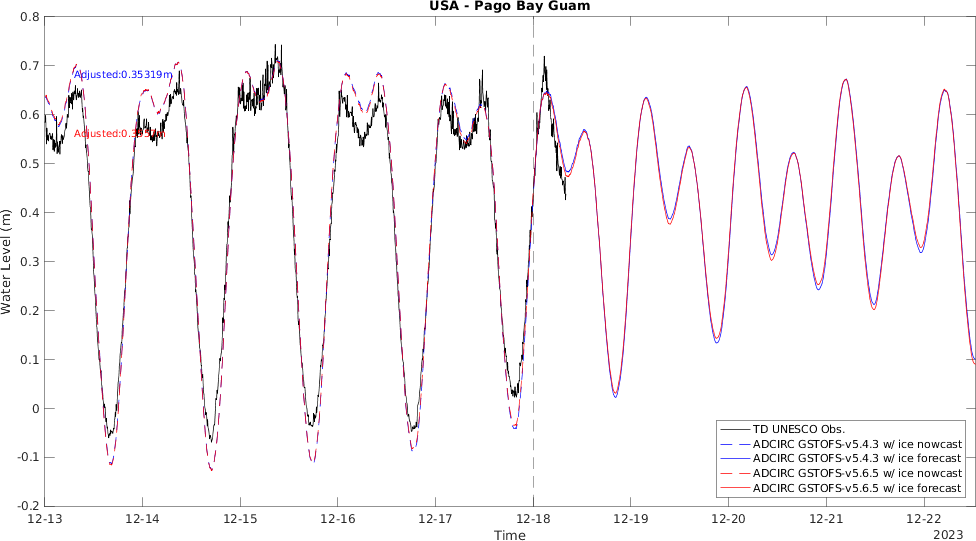 USA - Pago Bay Guam
0.8
0.7
0.6
0.5
0.4
0.3
0.2
0.1
0
-0.1
-0.2
Water Level (m)
Adjusted:0.35319m
12-13
12-14
12-15
12-16
12-17
12-18
12-19
12-20
12-21
12-22
Time
2023
TD UNESCO Obs.
ADCIRC GSTOFS-v5.4.3 w/ ice nowcast
ADCIRC GSTOFS-v5.4.3 w/ ice forecast
ADCIRC GSTOFS-v5.6.5 w/ ice nowcast
ADCIRC GSTOFS-v5.6.5 w/ ice forecast